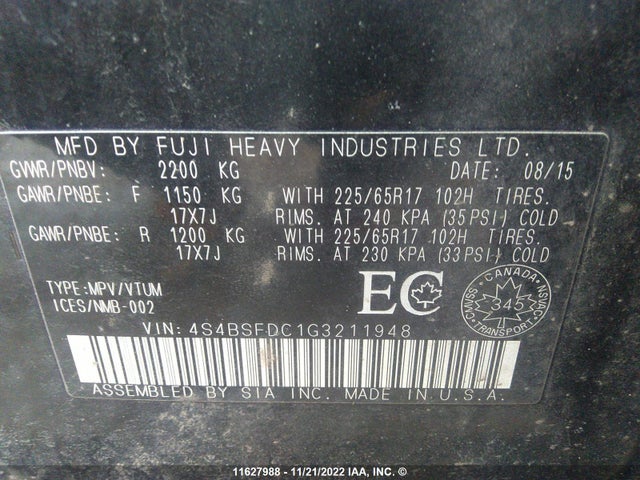 MFD BY FUJI HEAVY INDUSTRIES LTD.
GVWR/PNBV: 2200 KG DATE: 08/15
GAWR/PNBE: F 1150 KG WITH 225/65R17 102H TIRES.
17X7J RIMS. AT 240 KPA (35PSI) COLD
GAWR/PNBE: R 1200 KG WITH 225/65R17 102H TIRES.
17X7J RIMS. AT 230 KPA (33PSI) COLD
TYPE:MPV/VTUM
ICES/NMB-002
EC
CANADA
345
TRANSPORT
CMVSS
NSVAC
VIN: 4S4BSFDC1G3211948
ASSEMBLED BY SIA INC. MADE IN U.S.A.
11627988 - 11/21/2022 IAA, INC. ©